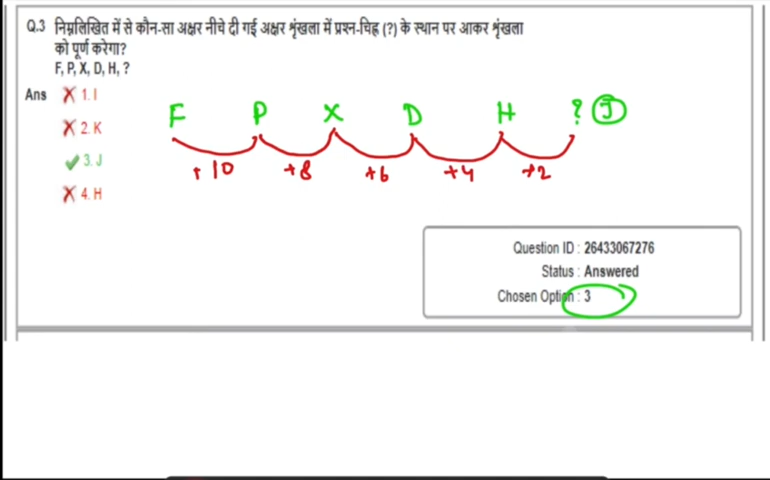 Q.3 निम्नलिखित में से कौन-सा अक्षर नीचे दी गई अक्षर शृंखला में प्रश्न-चिह्न (?) के स्थान पर आकर शृंखला
को पूर्ण करेगा?
F, P, X, D, H, ?
Ans 1. I
2. K
3. J
4. H
F P X D H ? J
+10 +8 +6 +4 +2
Question ID : 26433067276
Status : Answered
Chosen Option : 3